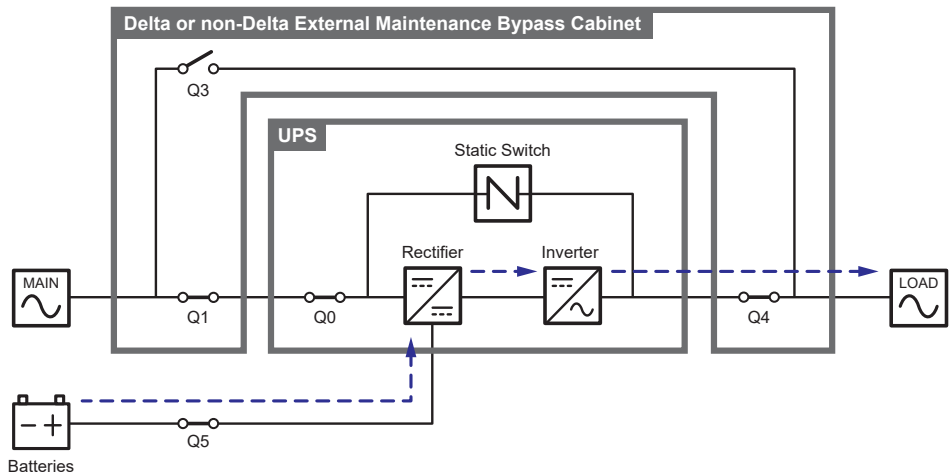 Delta or non-Delta External Maintenance Bypass Cabinet
Q3
UPS
Static Switch
Rectifier
Inverter
MAIN
LOAD
Q1
Q0
Q4
Q5
Batteries